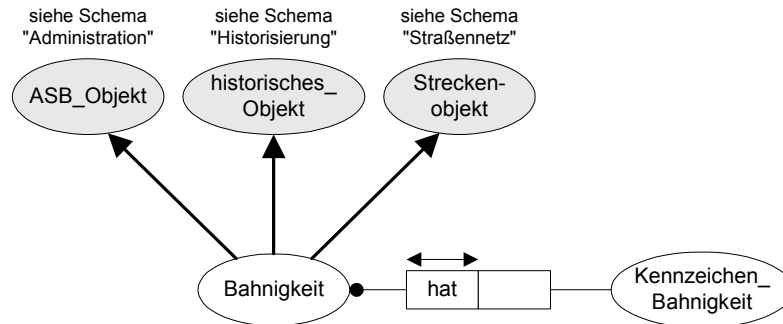 siehe Schema
"Administration"
siehe Schema
"Historisierung"
siehe Schema
"Straßennetz"
ASB_Objekt
historisches_
Objekt
Strecken-
objekt
Bahnigkeit
hat
Kennzeichen_
Bahnigkeit